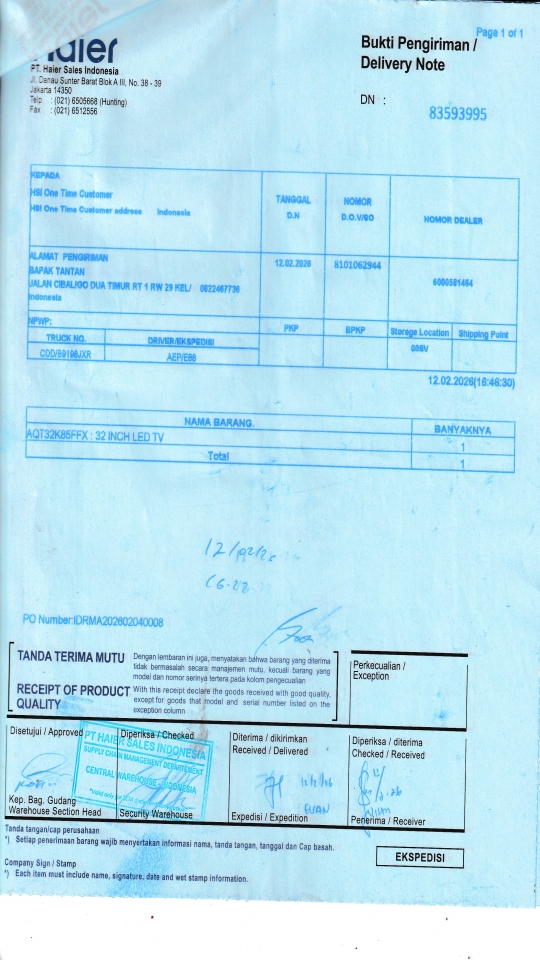 Page 1 of 1
Haier
PT. Haier Sales Indonesia
Jl. Danau Sunter Barat Blok A III, No. 38 - 39
Jakarta 14350
Telp : (021) 6505668 (Hunting)
Fax : (021) 6512556
Bukti Pengiriman /
Delivery Note
DN : 83593995
KEPADA
HSI One Time Customer
HSI One Time Customer address Indonesia
TANGGAL
D.N
NOMOR
D.O.V/SO
NOMOR DEALER
ALAMAT PENGIRIMAN
BAPAK TANTAN
JALAN CIBALIGO DUA TIMUR RT 1 RW 29 KEL/ 0822467736
Indonesia
12.02.2026
8101062944
6000581464
NPWP:
PKP
BPKP
Storege Location
Shipping Point
TRUCK NO.
DRIVER/EKSPEDISI
CDD/B9198JXR
AEP/E88
12.02.2026(16:46:30)
NAMA BARANG.
BANYAKNYA
AQT32K85FFX : 32 INCH LED TV
1
Total
1
PO Number:IDRMA202602040008
TANDA TERIMA MUTU
Dengan lembaran ini juga, menyatakan bahwa barang yang diterima
tidak bermasalah secara manajemen mutu, kecuali barang yang
model dan nomor serinya tertera pada kolom pengecualian
RECEIPT OF PRODUCT
QUALITY
With this receipt declare the goods received with good quality,
except for goods that model and serial number listed on the
exception column
Perkecualian /
Exception
Disetujui / Approved
Diperiksa / Checked
Diterima / dikirimkan
Received / Delivered
Diperiksa / diterima
Checked / Received
PT HAIER SALES INDONESIA
SUPPLY CHAIN MANAGEMENT DEPARTEMENT
CENTRAL WAREHOUSE - INDONESIA
EVAN
Kep. Bag. Gudang
Warehouse Section Head
Security Warehouse
Expedisi / Expedition
Penerima / Receiver
Tanda tangan/cap perusahaan
*) Setiap penerimaan barang wajib menyertakan informasi nama, tanda tangan, tanggal dan Cap basah.
EKSPEDISI
Company Sign / Stamp
*) Each item must include name, signature, date and wet stamp information.